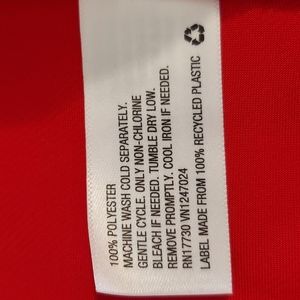 100% POLYESTER
MACHINE WASH COLD SEPARATELY.
GENTLE CYCLE. ONLY NON-CHLORINE
BLEACH IF NEEDED. TUMBLE DRY LOW.
REMOVE PROMPTLY. COOL IRON IF NEEDED.
RN17730 VN1247024
LABEL MADE FROM 100% RECYCLED PLASTIC